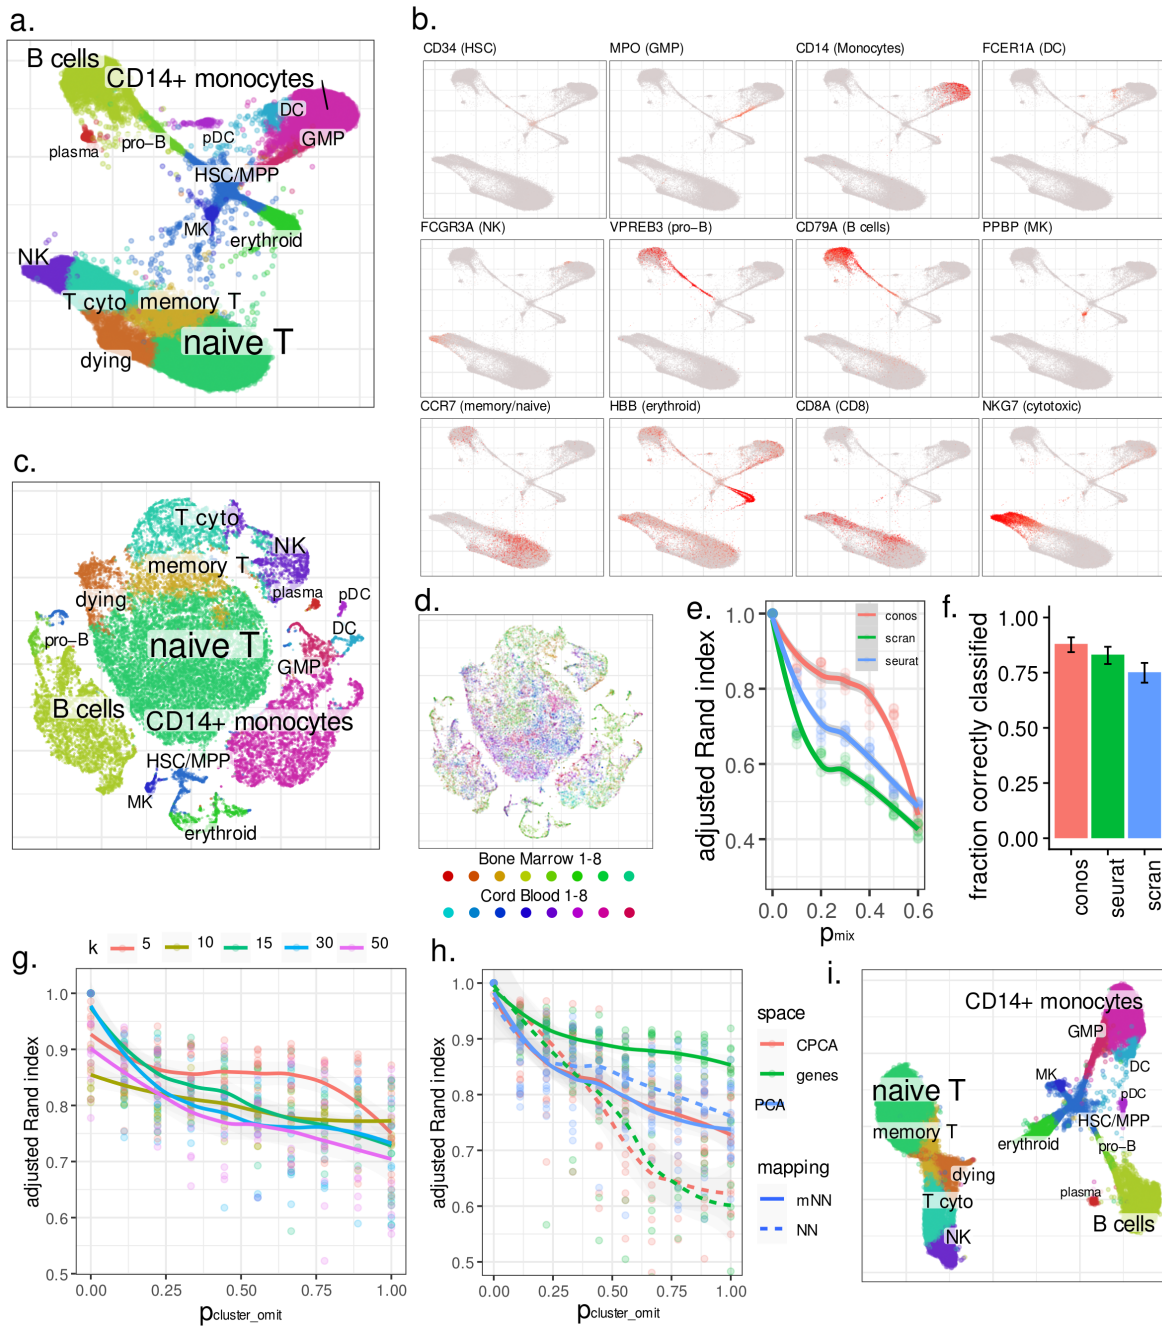 a.
B cells
CD14+ monocytes
DC
GMP
pDC
pro-B
plasma
HSC/MPP
MK
erythroid
NK
T cyto
memory T
naive T
dying
b.
CD34 (HSC)
MPO (GMP)
CD14 (Monocytes)
FCER1A (DC)
FCGR3A (NK)
VPREB3 (pro-B)
CD79A (B cells)
PPBP (MK)
CCR7 (memory/naive)
HBB (erythroid)
CD8A (CD8)
NKG7 (cytotoxic)
c.
T cyto
NK
memory T
plasma
pDC
dying
DC
pro-B
naive T
GMP
B cells
CD14+ monocytes
HSC/MPP
MK
erythroid
d.
Bone Marrow 1-8
Cord Blood 1-8
e.
adjusted Rand index
1.0
0.8
0.6
0.4
conos
scran
seurat
0.0 0.2 0.4 0.6
pmix
f.
fraction correctly classified
1.00
0.75
0.50
0.25
0.00
conos
seurat
scran
g.
k 5 10 15 30 50
adjusted Rand index
1.0
0.9
0.8
0.7
0.6
0.5
0.00 0.25 0.50 0.75 1.00
pcluster_omit
h.
adjusted Rand index
1.0
0.9
0.8
0.7
0.6
0.5
0.00 0.25 0.50 0.75 1.00
pcluster_omit
space
CPCA
genes
PCA
mapping
mNN
NN
i.
CD14+ monocytes
GMP
DC
MK
pDC
naive T
HSC/MPP
memory T
erythroid
pro-B
dying
plasma
T cyto
B cells
NK